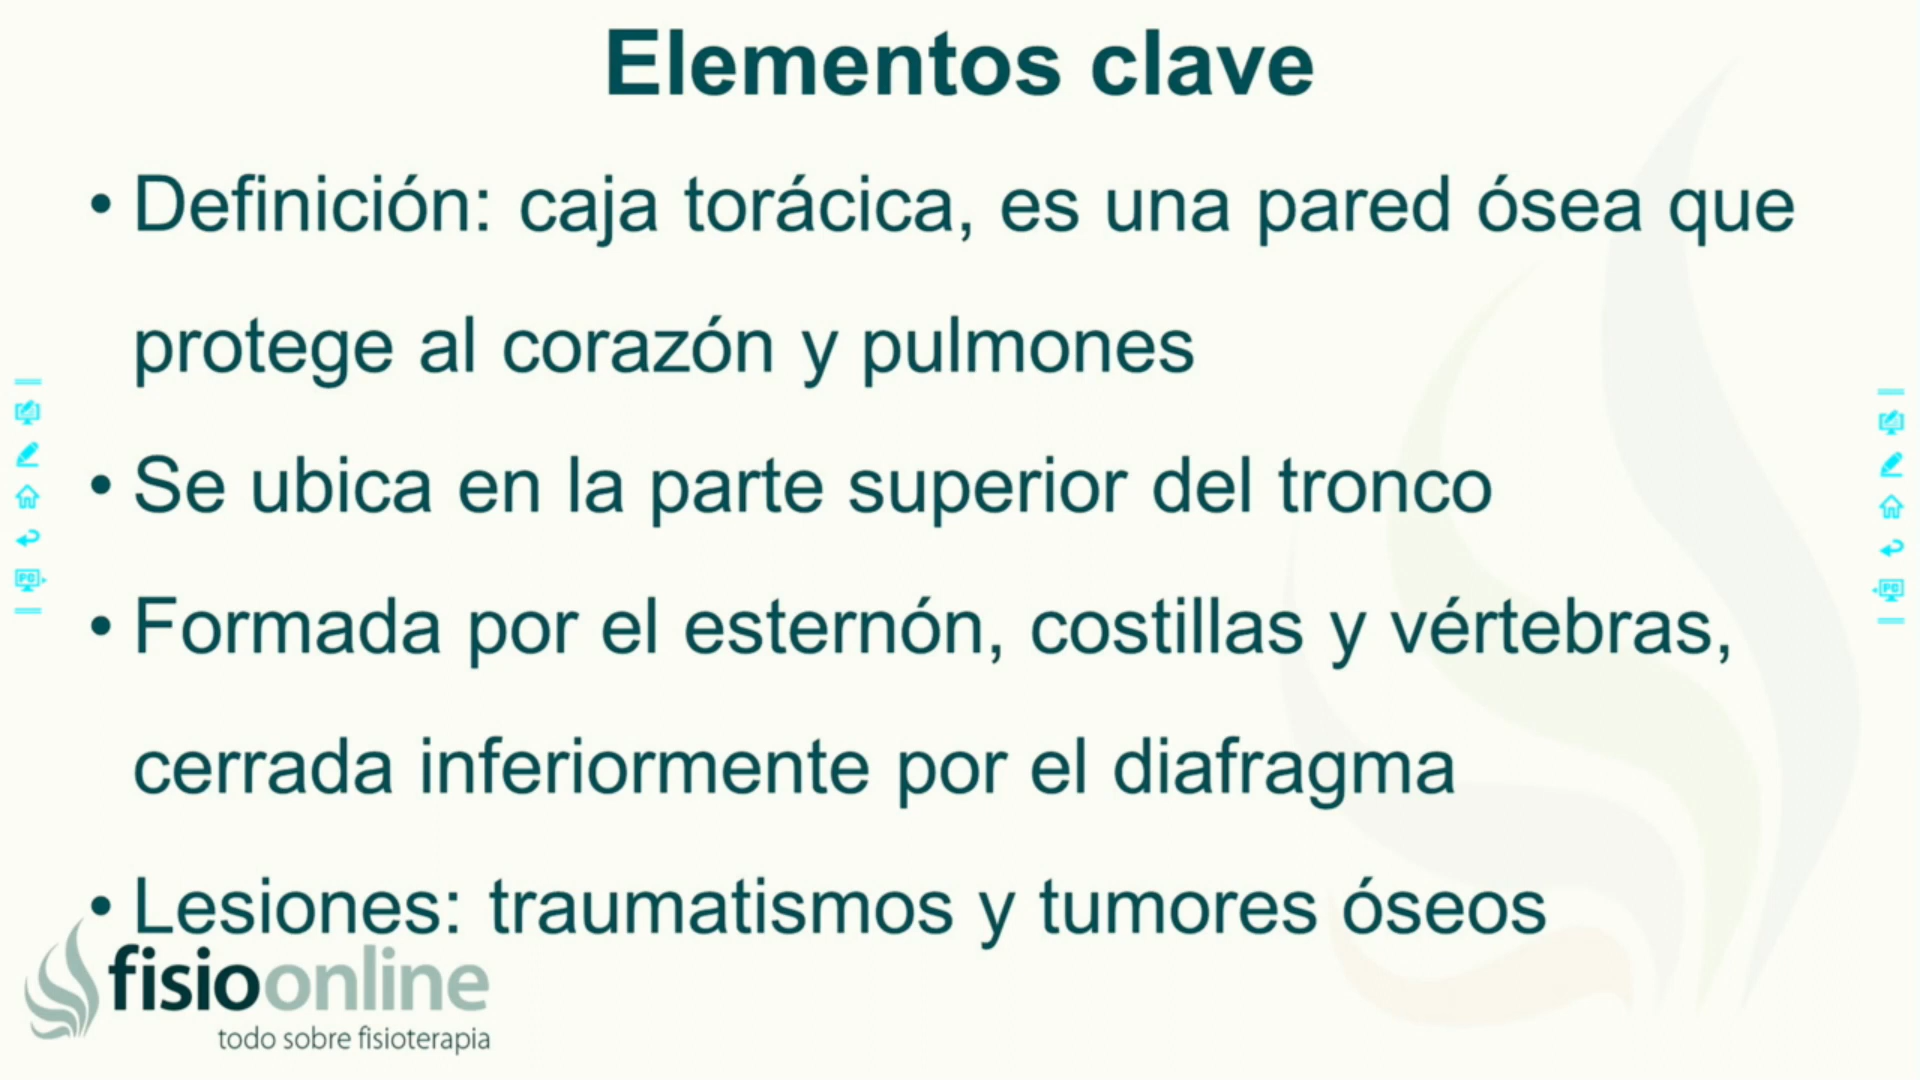 Elementos clave
• Definición: caja torácica, es una pared ósea que
protege al corazón y pulmones
• Se ubica en la parte superior del tronco
• Formada por el esternón, costillas y vértebras,
cerrada inferiormente por el diafragma
• Lesiones: traumatismos y tumores óseos
fisioonline
todo sobre fisioterapia
PC
PC